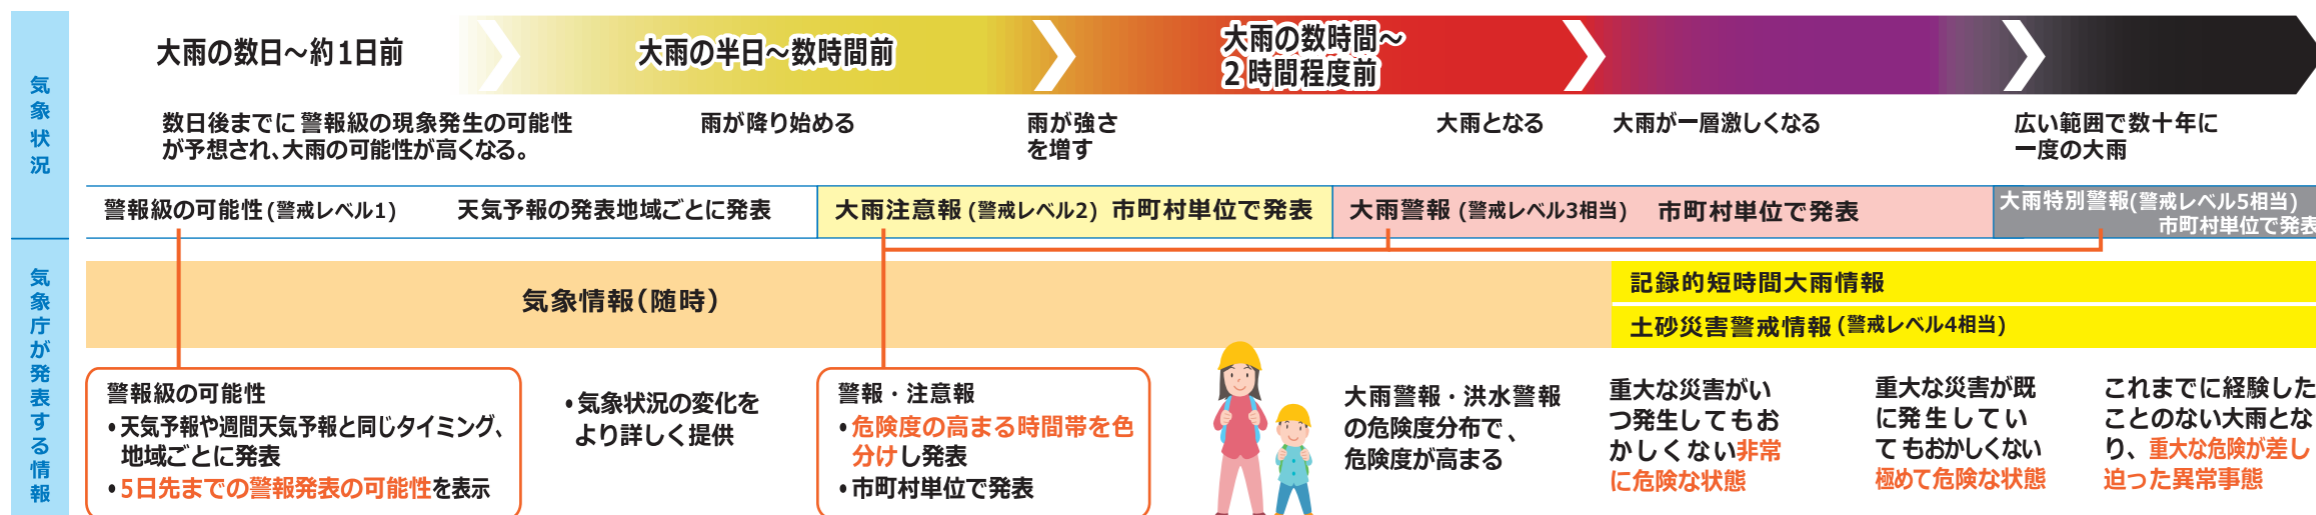 気象状況
大雨の数日～約1日前
大雨の半日～数時間前
大雨の数時間～
2時間程度前
数日後までに 警報級の現象発生の可能性
が予想され、大雨の可能性が高くなる。
雨が降り始める
雨が強さ
を増す
大雨となる
大雨が一層激しくなる
広い範囲で数十年に
一度の大雨
警報級の可能性(警戒レベル1)
天気予報の発表地域ごとに発表
大雨注意報(警戒レベル2) 市町村単位で発表
大雨警報(警戒レベル3相当) 市町村単位で発表
大雨特別警報(警戒レベル5相当)
市町村単位で発表
気象庁が発表する情報
気象情報(随時)
記録的短時間大雨情報
土砂災害警戒情報(警戒レベル4相当)
警報級の可能性
•天気予報や週間天気予報と同じタイミング、
地域ごとに発表
•5日先までの警報発表の可能性を表示
•気象状況の変化を
より詳しく提供
警報・注意報
•危険度の高まる時間帯を色
分けし発表
•市町村単位で発表
大雨警報・洪水警報
の危険度分布で、
危険度が高まる
重大な災害がい
つ発生してもお
かしくない非常
に危険な状態
重大な災害が既
に発生してい
てもおかしくない
極めて危険な状態
これまでに経験した
ことのない大雨とな
り、重大な危険が差し
迫った異常事態